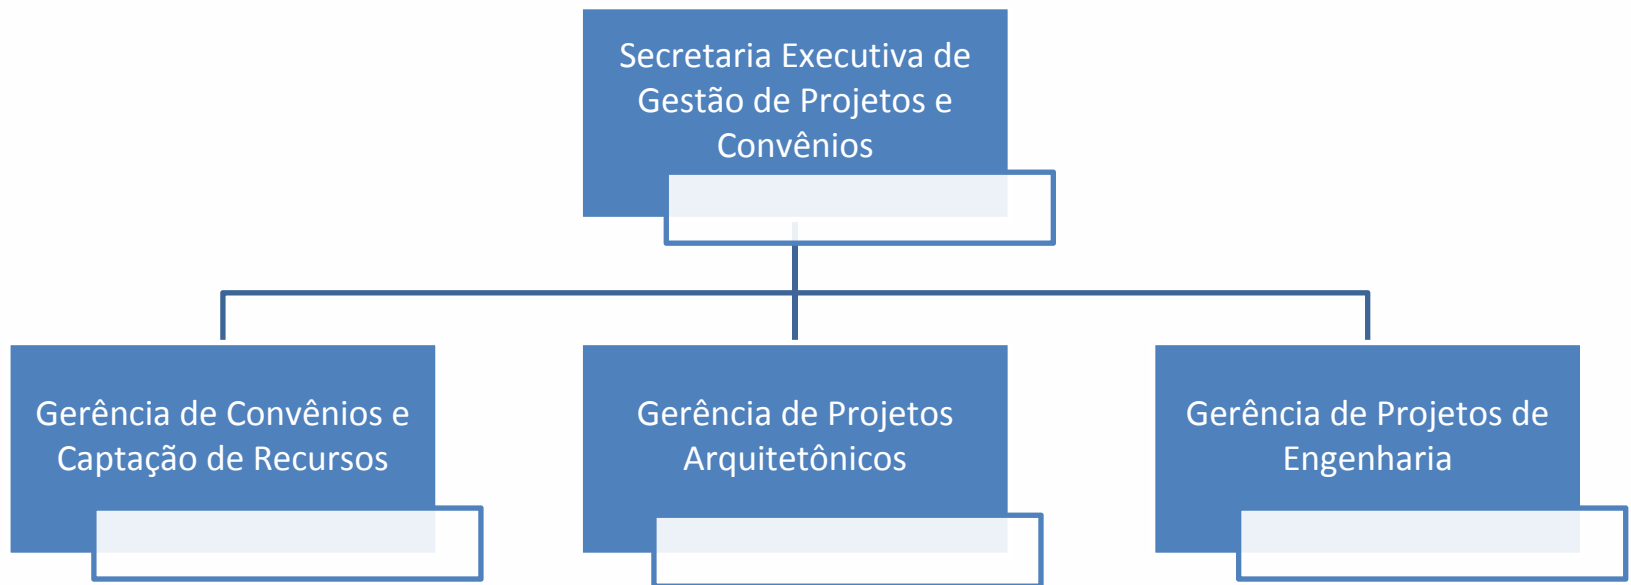 Secretaria Executiva de
Gestão de Projetos e
Convênios
Gerência de Convênios e
Captação de Recursos
Gerência de Projetos
Arquitetônicos
Gerência de Projetos de
Engenharia